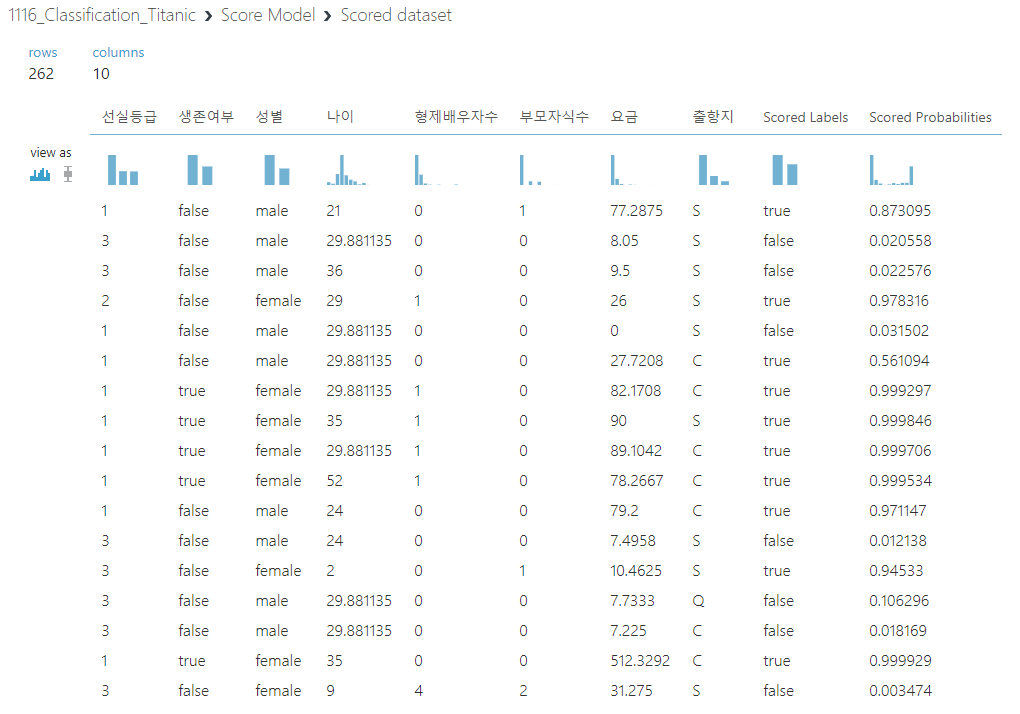 1116_Classification_Titanic › Score Model › Scored dataset
rows columns
262 10
선실등급 생존여부 성별 나이 형제배우자수 부모자식수 요금 출항지 Scored Labels Scored Probabilities
view as
1 false male 21 0 1 77.2875 S true 0.873095
3 false male 29.881135 0 0 8.05 S false 0.020558
3 false male 36 0 0 9.5 S false 0.022576
2 false female 29 1 0 26 S true 0.978316
1 false male 29.881135 0 0 0 S false 0.031502
1 false male 29.881135 0 0 27.7208 C true 0.561094
1 true female 29.881135 1 0 82.1708 C true 0.999297
1 true female 35 1 0 90 S true 0.999846
1 true female 29.881135 1 0 89.1042 C true 0.999706
1 true female 52 1 0 78.2667 C true 0.999534
1 false male 24 0 0 79.2 C true 0.971147
3 false male 24 0 0 7.4958 S false 0.012138
3 false female 2 0 1 10.4625 S true 0.94533
3 false male 29.881135 0 0 7.7333 Q false 0.106296
3 false male 29.881135 0 0 7.225 C false 0.018169
1 true female 35 0 0 512.3292 C true 0.999929
3 false female 9 4 2 31.275 S false 0.003474